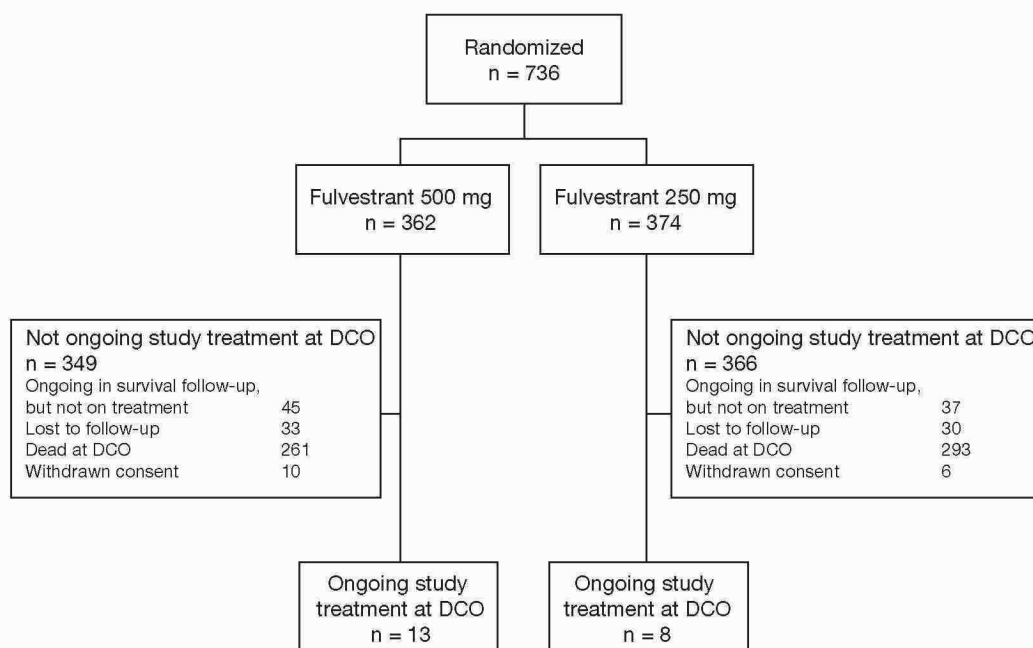 Randomized
n = 736
Fulvestrant 500 mg
n = 362
Fulvestrant 250 mg
n = 374
Not ongoing study treatment at DCO
n = 349
Ongoing in survival follow-up,
but not on treatment 45
Lost to follow-up 33
Dead at DCO 261
Withdrawn consent 10
Not ongoing study treatment at DCO
n = 366
Ongoing in survival follow-up,
but not on treatment 37
Lost to follow-up 30
Dead at DCO 293
Withdrawn consent 6
Ongoing study
treatment at DCO
n = 13
Ongoing study
treatment at DCO
n = 8